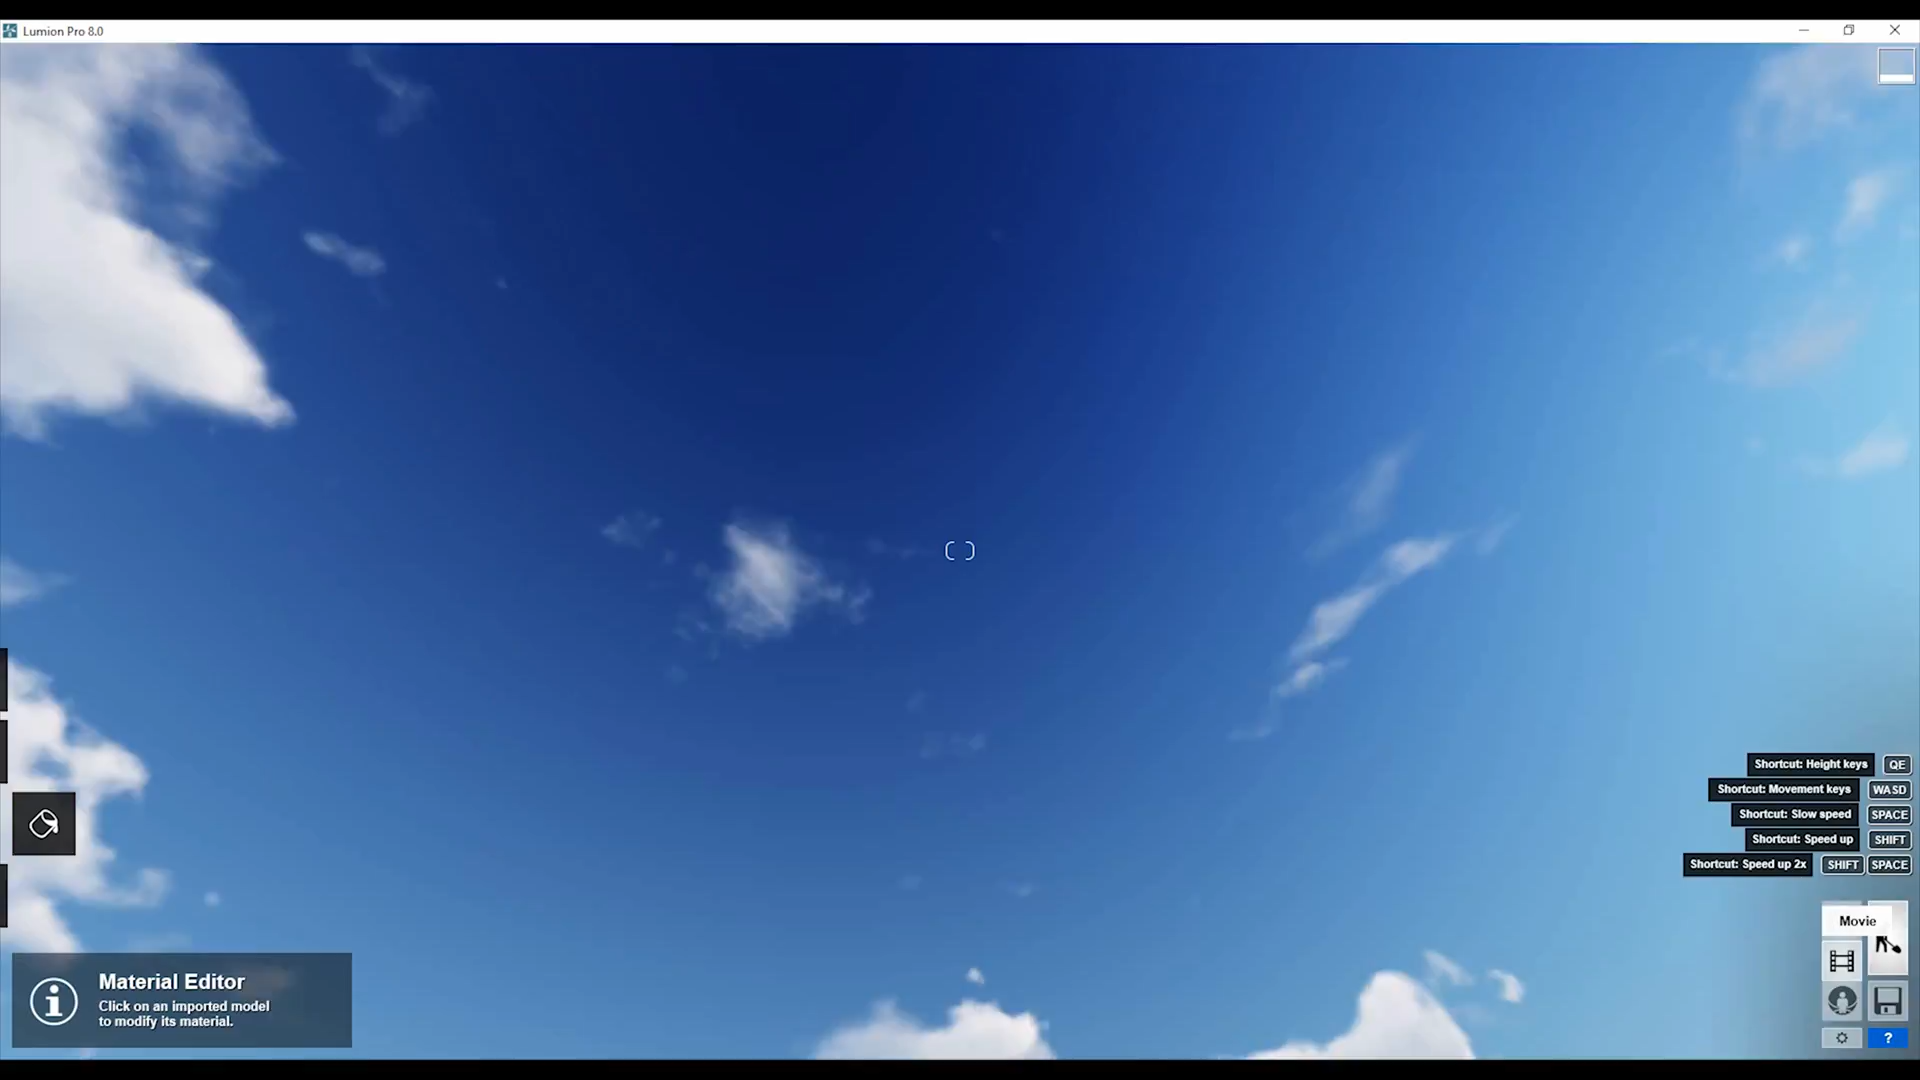 Lumion Pro 8.0
Shortcut: Height keys QE
Shortcut: Movement keys WASD
Shortcut: Slow speed SPACE
Shortcut: Speed up SHIFT
Shortcut: Speed up 2x SHIFT SPACE
Movie
Material Editor
Click on an imported model
to modify its material.
?